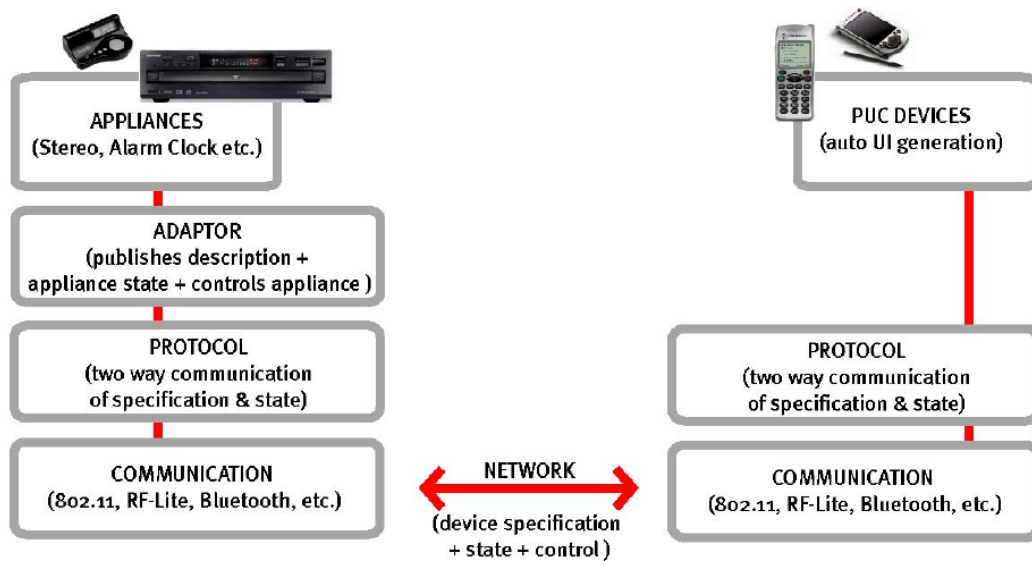 APPLIANCES
(Stereo, Alarm Clock etc.)
ADAPTOR
(publishes description +
appliance state + controls appliance )
PROTOCOL
(two way communication
of specification & state)
COMMUNICATION
(802.11, RF-Lite, Bluetooth, etc.)
NETWORK
(device specification
+ state + control )
PUC DEVICES
(auto UI generation)
PROTOCOL
(two way communication
of specification & state)
COMMUNICATION
(802.11, RF-Lite, Bluetooth, etc.)